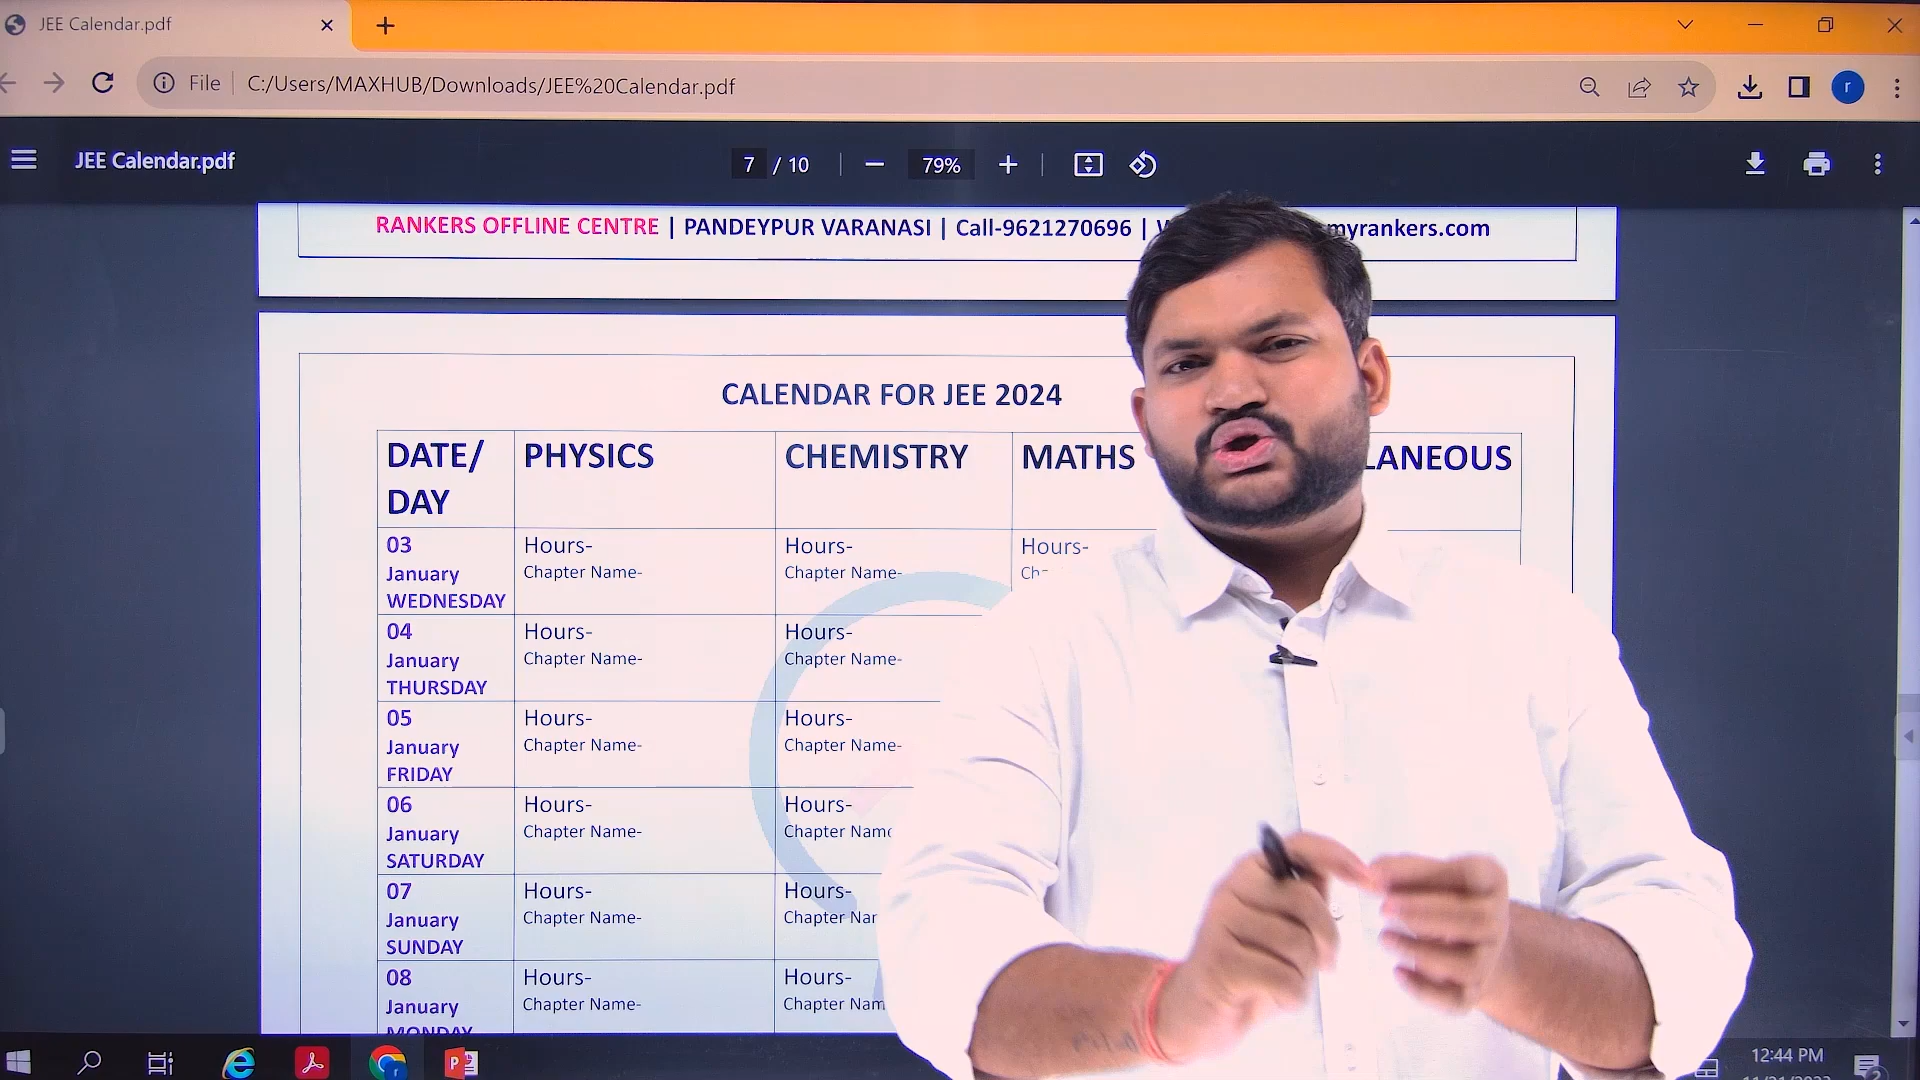 JEE Calendar.pdf
File
C:/Users/MAXHUB/Downloads/JEE%20Calendar.pdf
r
JEE Calendar.pdf
7 / 10
79%
RANKERS OFFLINE CENTRE | PANDEYPUR VARANASI | Call-9621270696 | myrankers.com
CALENDAR FOR JEE 2024
DATE/ DAY PHYSICS CHEMISTRY MATHS LANEOUS
03 January WEDNESDAY
Hours- Hours- Hours-
Chapter Name- Chapter Name-
04 January THURSDAY
Hours- Hours-
Chapter Name- Chapter Name-
05 January FRIDAY
Hours- Hours-
Chapter Name- Chapter Name-
06 January SATURDAY
Hours- Hours-
Chapter Name- Chapter Name
07 January SUNDAY
Hours- Hours-
Chapter Name- Chapter Nam
08 January MONDAY
Hours- Hours-
Chapter Name- Chapter Nam
12:44 PM